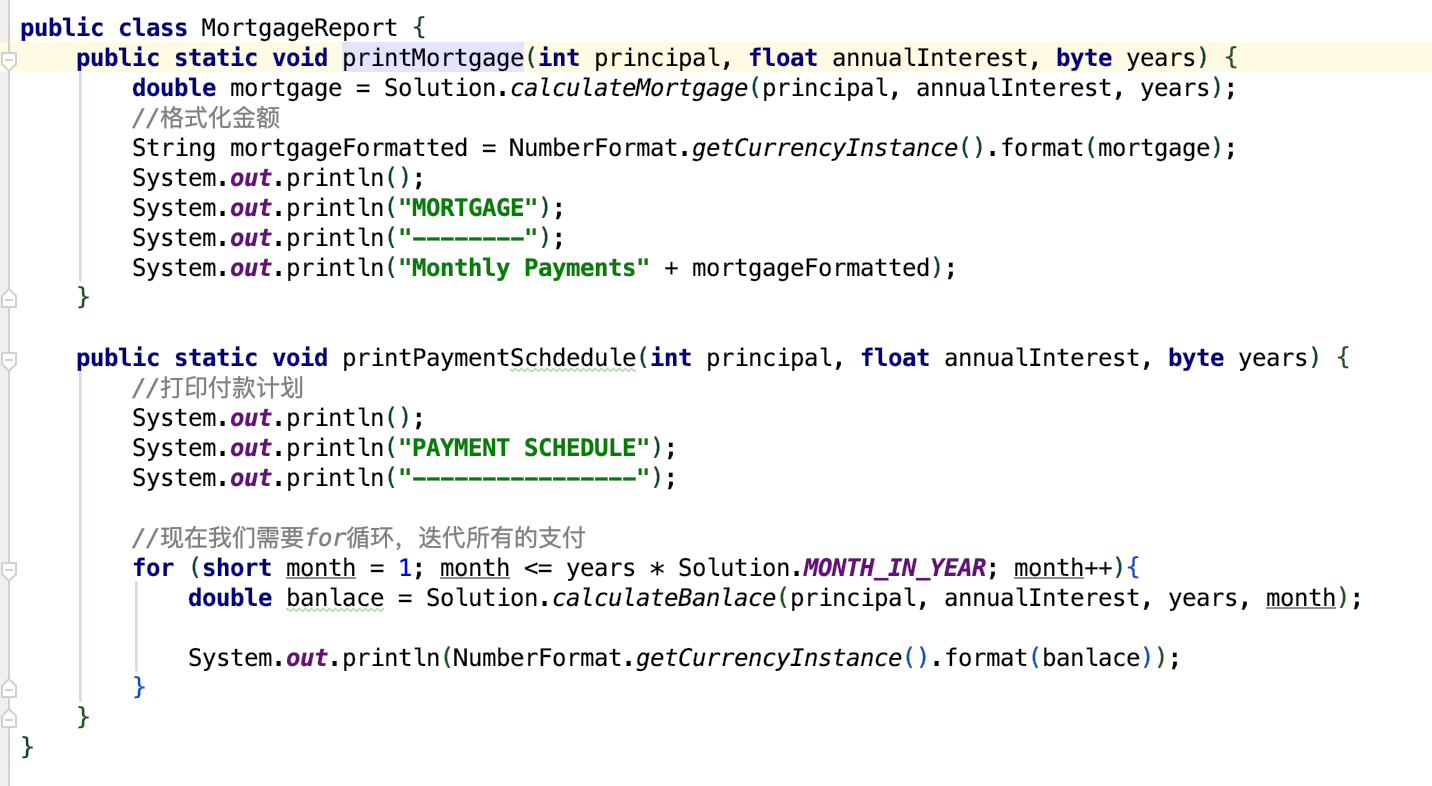 public class MortgageReport {
    public static void printMortgage(int principal, float annualInterest, byte years) {
        double mortgage = Solution.calculateMortgage(principal, annualInterest, years);
        //格式化金额
        String mortgageFormatted = NumberFormat.getCurrencyInstance().format(mortgage);
        System.out.println();
        System.out.println("MORTGAGE");
        System.out.println("--------");
        System.out.println("Monthly Payments" + mortgageFormatted);
    }
    public static void printPaymentSchdedule(int principal, float annualInterest, byte years) {
        //打印付款计划
        System.out.println();
        System.out.println("PAYMENT SCHEDULE");
        System.out.println("----------------");
        //现在我们需要for循环，迭代所有的支付
        for (short month = 1; month <= years * Solution.MONTH_IN_YEAR; month++){
            double banlace = Solution.calculateBanlace(principal, annualInterest, years, month);
            System.out.println(NumberFormat.getCurrencyInstance().format(banlace));
        }
    }
}